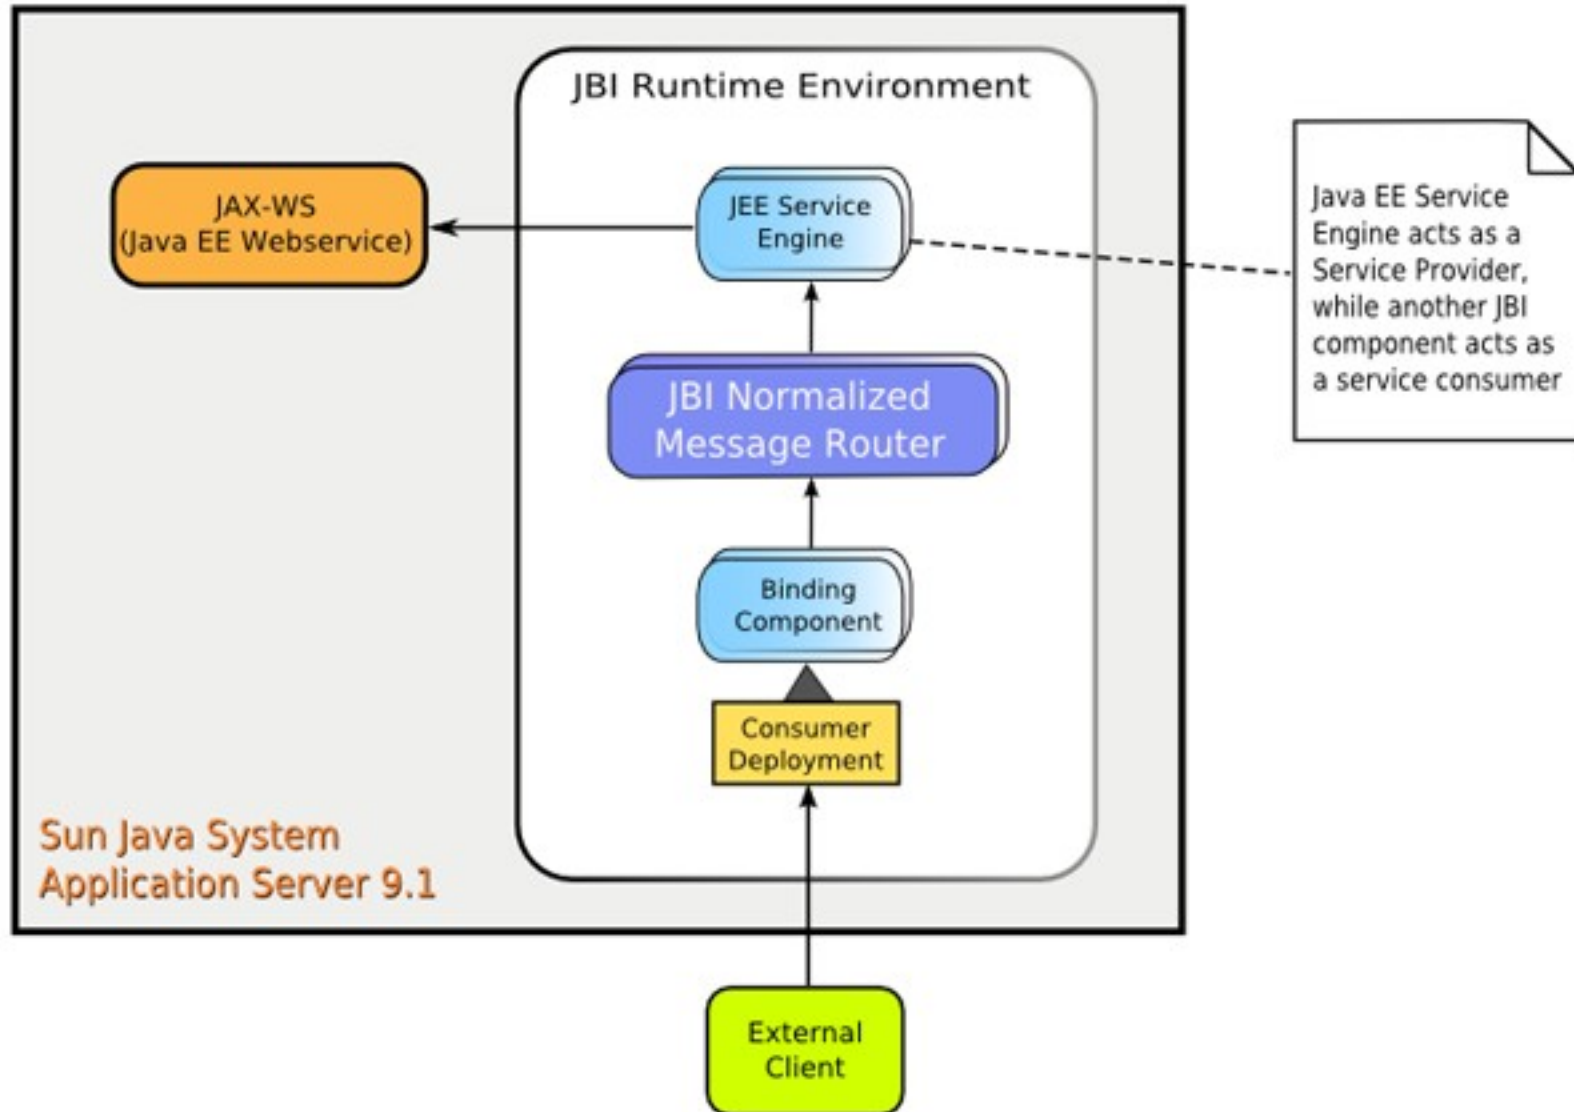 JBI Runtime Environment
JAX-WS
(Java EE Webservice)
JEE Service
Engine
Java EE Service
Engine acts as a
Service Provider,
while another JBI
component acts as
a service consumer
JBI Normalized
Message Router
Binding
Component
Consumer
Deployment
Sun Java System
Application Server 9.1
External
Client